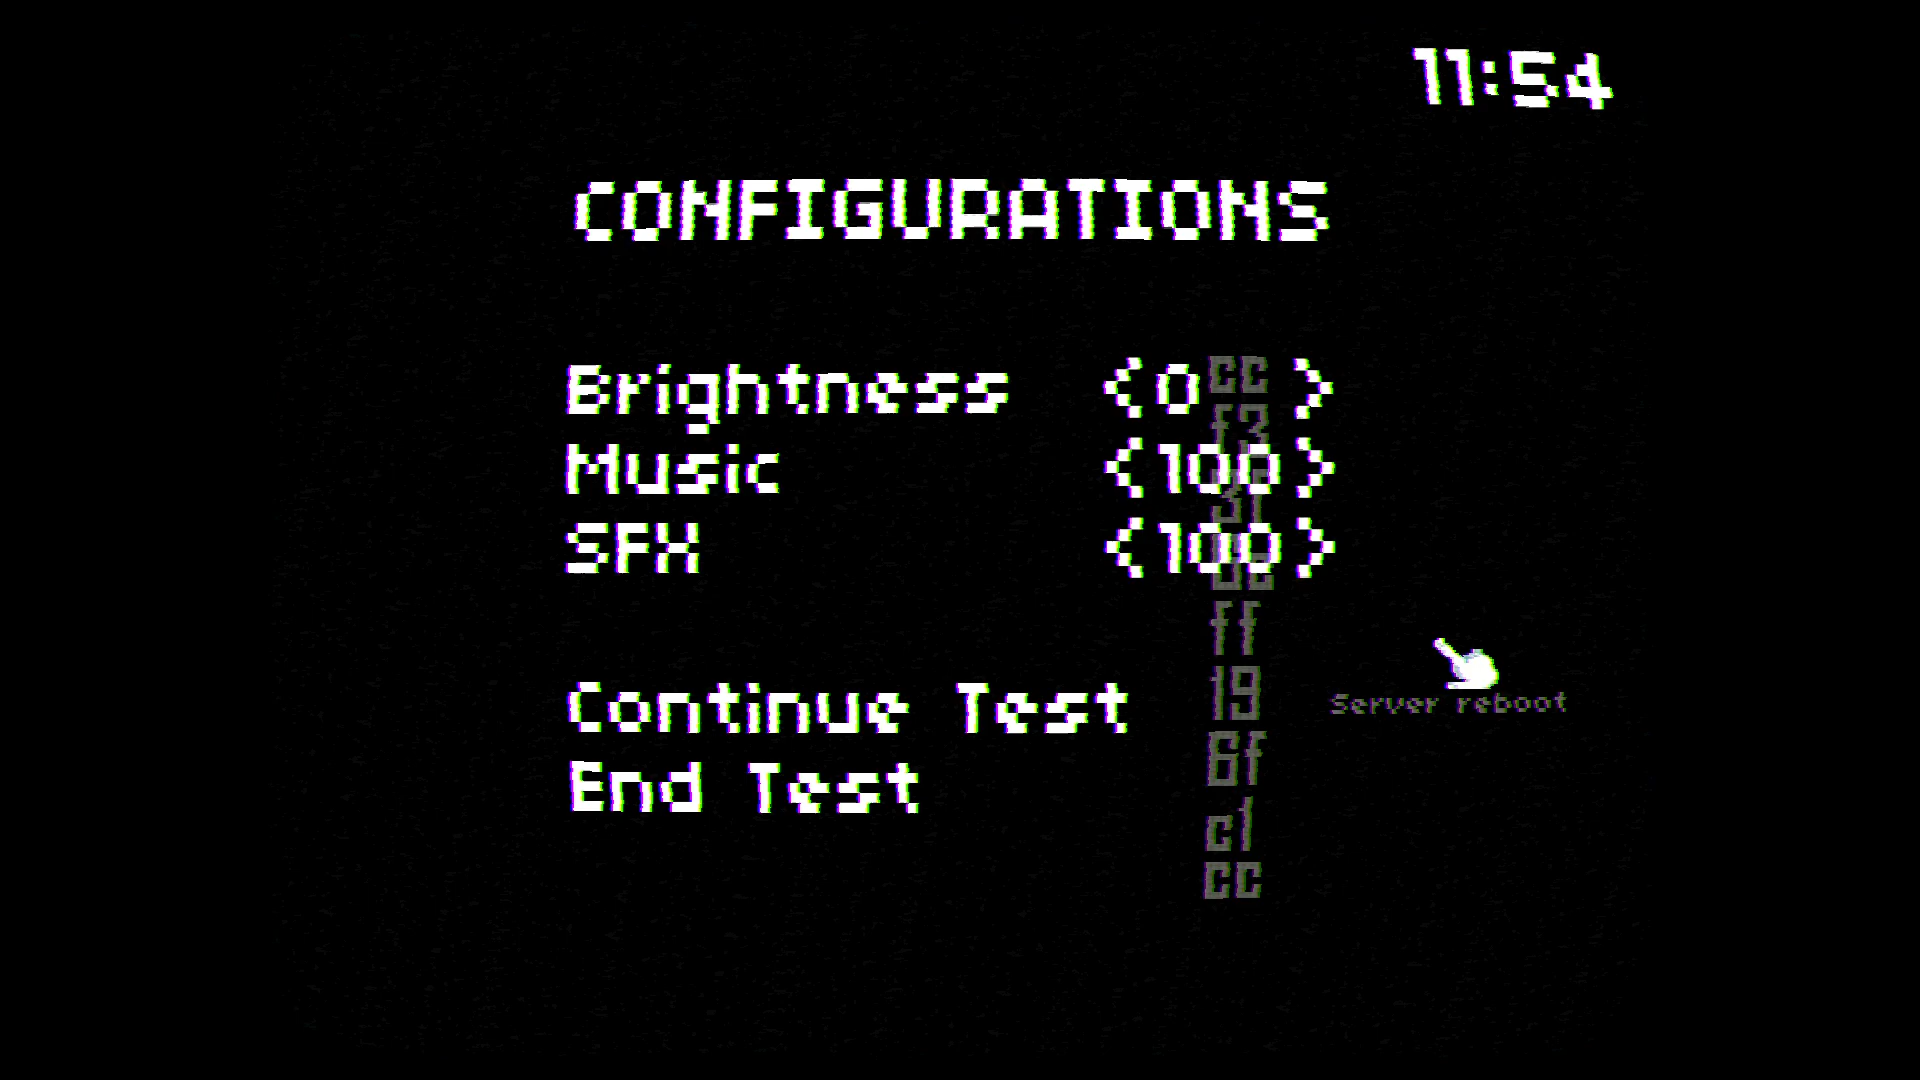 11:54
CONFIGURATIONS
Brightness <0 >
Music <100>
SFX <100>
Continue Test
End Test
cc
f3
3f
ff
19
6f
c1
cc
Server reboot